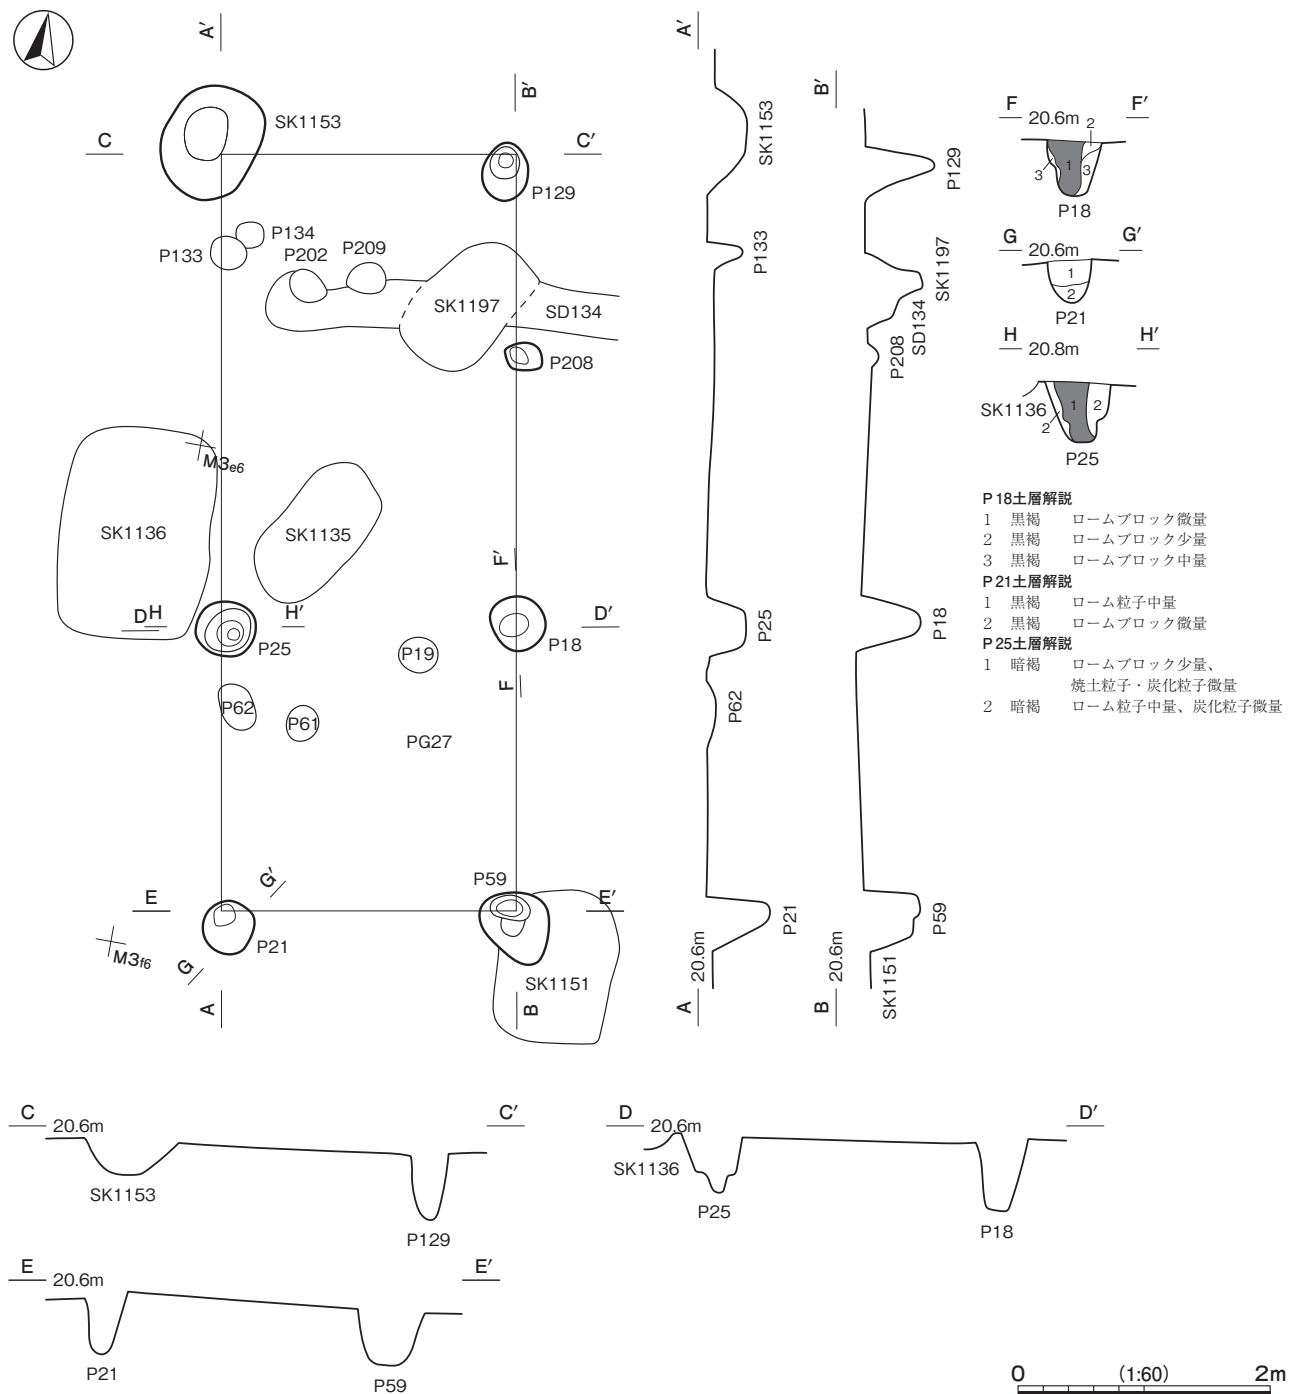 A′
B′
SK1153
C
C′
P129
P134
P133
P202
P209
SK1197
SD134
P208
M3e6
SK1136
SK1135
F′
D
H
H′
D′
P25
P18
P19
F
P62
P61
PG27
P59
G′
E
E′
P21
M3f6
G
SK1151
A
B
A′
SK1153
P133
P25
P62
P21
20.6m
A
B′
P129
SK1197
SD134
P208
P18
P59
20.6m
SK1151
B
F 20.6m F′
2
1
3
3
P18
G 20.6m G′
1
2
P21
H 20.8m H′
SK1136
1
2
2
P25
P18土層解説
1 黒褐 ロームブロック微量
2 黒褐 ロームブロック少量
3 黒褐 ロームブロック中量
P21土層解説
1 黒褐 ローム粒子中量
2 黒褐 ロームブロック微量
P25土層解説
1 暗褐 ロームブロック少量、
焼土粒子・炭化粒子微量
2 暗褐 ローム粒子中量、炭化粒子微量
C 20.6m C′
SK1153
P129
D 20.6m D′
SK1136
P25
P18
E 20.6m E′
P21
P59
0 (1:60) 2m